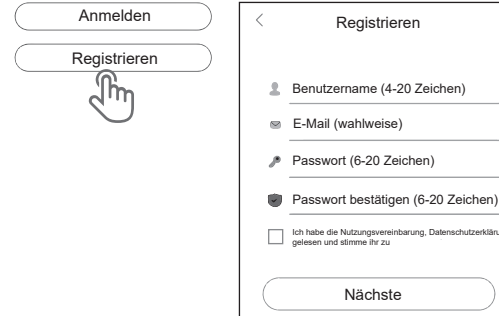 Anmelden
Registrieren
Registrieren
Benutzername (4-20 Zeichen)
E-Mail (wahlweise)
Passwort (6-20 Zeichen)
Passwort bestätigen (6-20 Zeichen)
Ich habe die Nutzungsvereinbarung,
gelesen und stimme ihr zu
Nächste